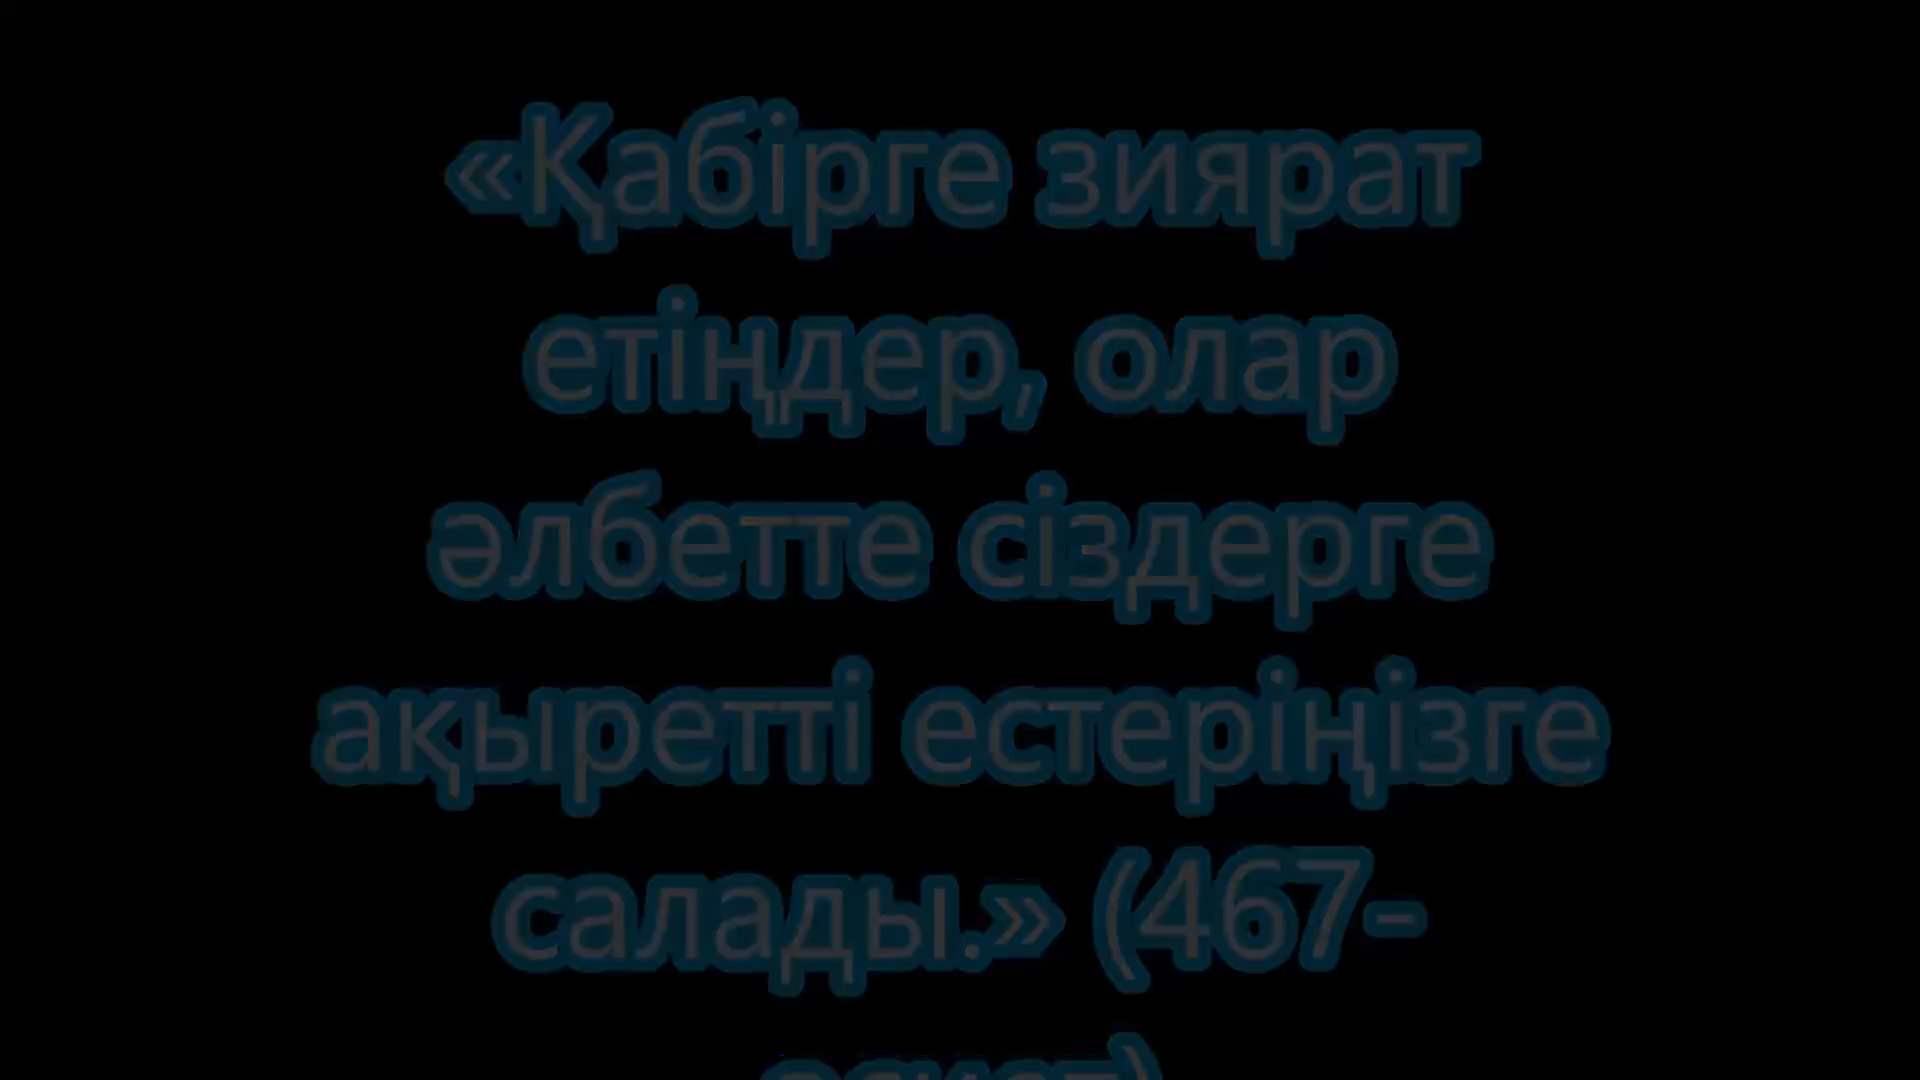 «Қабірге зиярат
етіңдер, олар
әлбетте сіздерге
ақыретті естеріңізге
салады.» (467-